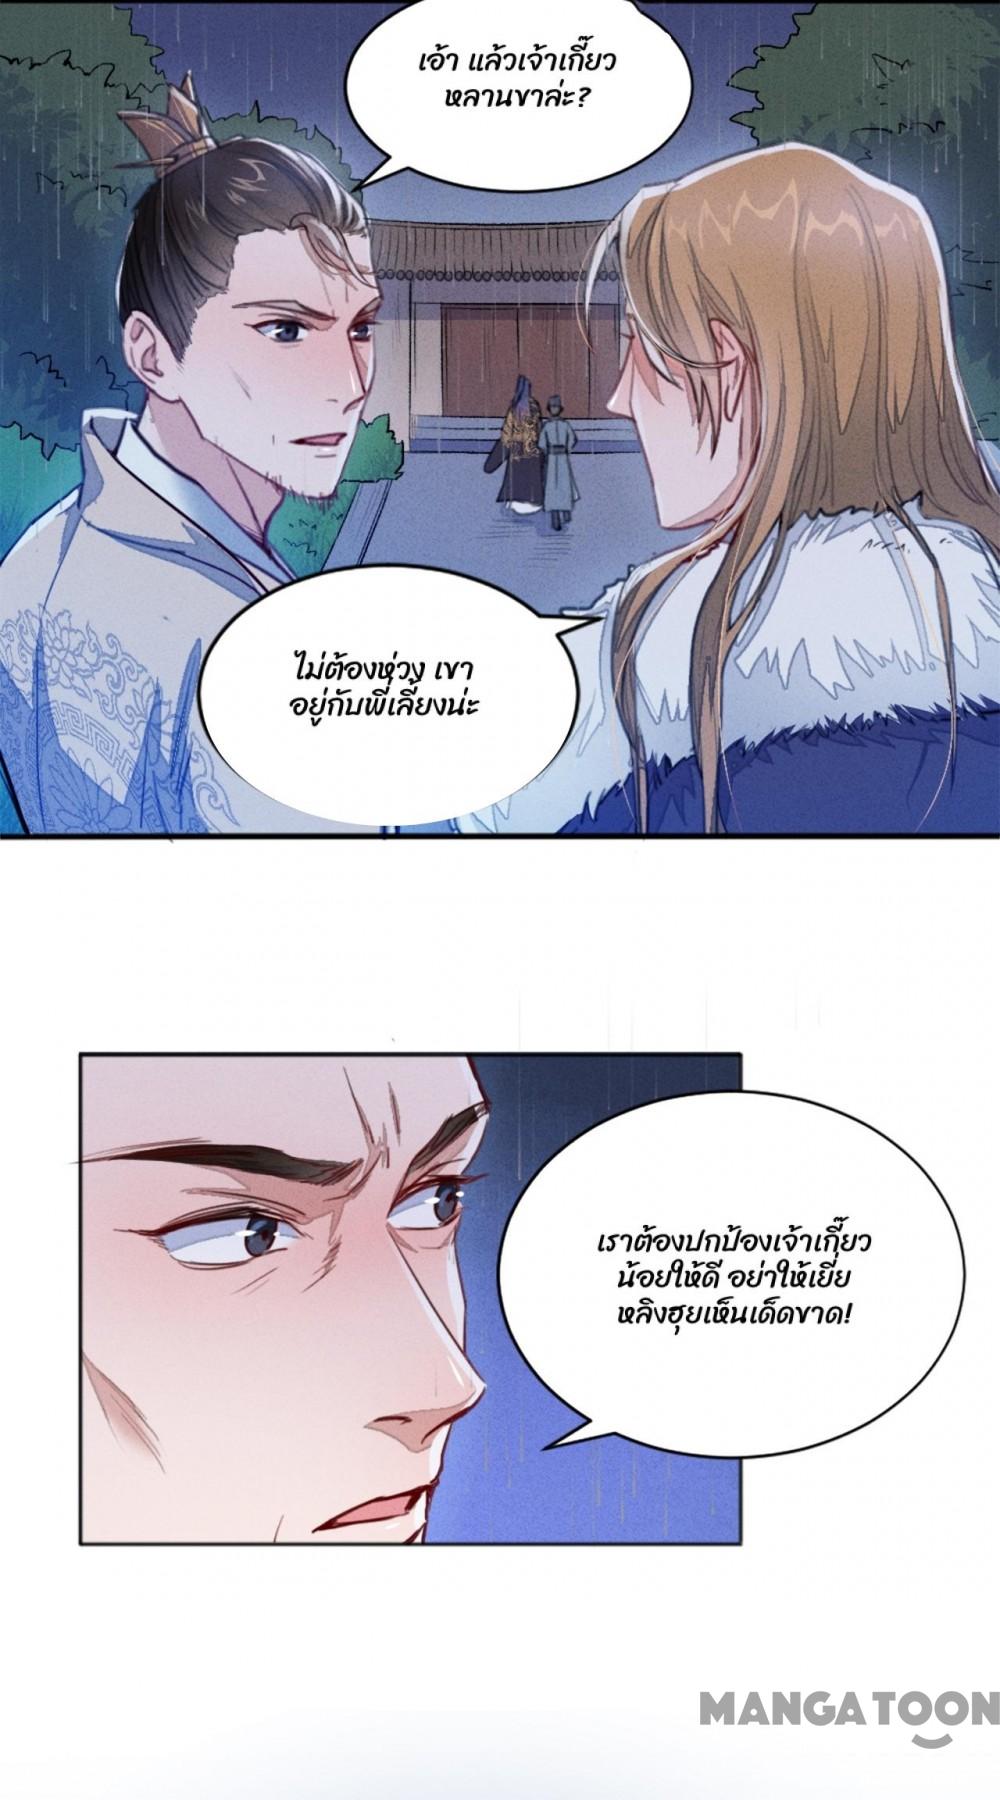 เอ้า แล้วเจ้าเกี๊ยว
หลานขาล่ะ?
ไม่ต้องห่วง เขา
อยู่กับพี่เลี้ยงน่ะ
เราต้องปกป้องเจ้าเกี๊ยว
น้อยให้ดี อย่าให้เยี่ย
หลิงฮุยเห็นเด็ดขาด!
MANGATOON